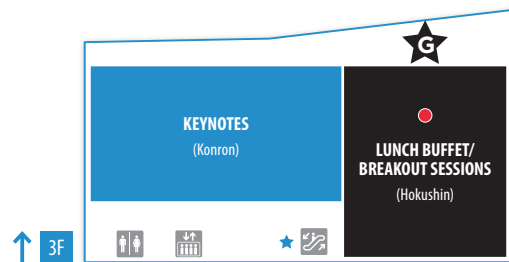 G
KEYNOTES
(Konron)
LUNCH BUFFET/
BREAKOUT SESSIONS
(Hokushin)
3F